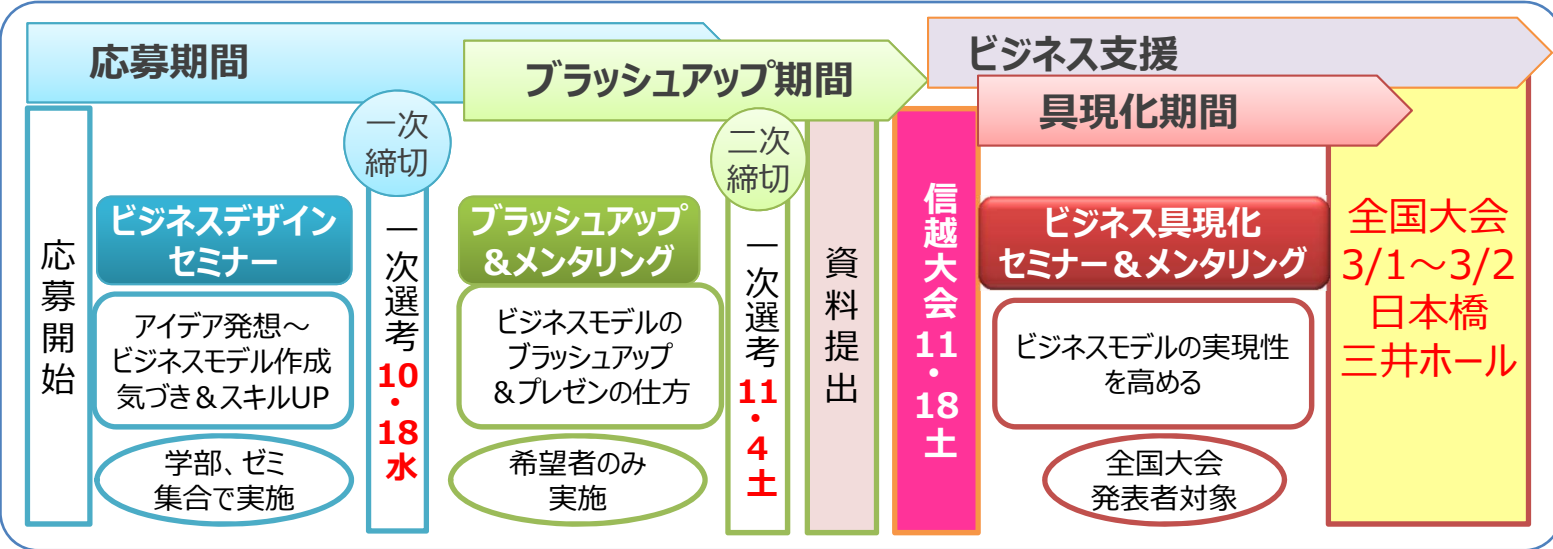 応募期間
ブラッシュアップ期間
ビジネス支援
具現化期間
応募開始
ビジネスデザイン
セミナー
アイデア発想～
ビジネスモデル作成
気づき＆スキルUP
学部、ゼミ
集合で実施
一次
締切
一次選考
10・18水
ブラッシュアップ
&メンタリング
ビジネスモデルの
ブラッシュアップ
＆プレゼンの仕方
希望者のみ
実施
二次
締切
一次選考
11・4土
資料提出
信越大会11・18土
ビジネス具現化
セミナー＆メンタリング
ビジネスモデルの実現性
を高める
全国大会
発表者対象
全国大会
3/1～3/2
日本橋
三井ホール